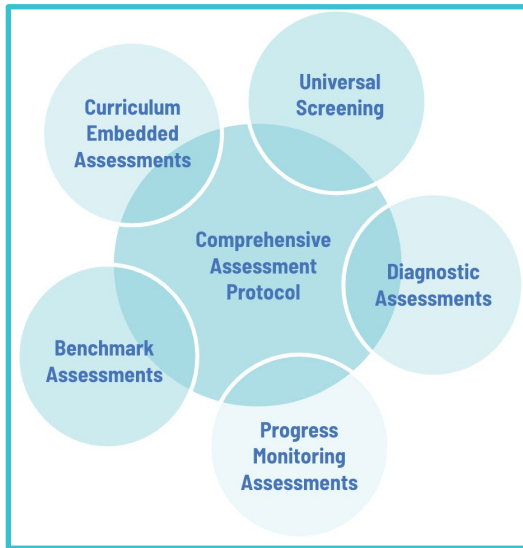 Universal
Screening
Curriculum
Embedded
Assessments
Comprehensive
Assessment
Protocol
Diagnostic
Assessments
Benchmark
Assessments
Progress
Monitoring
Assessments